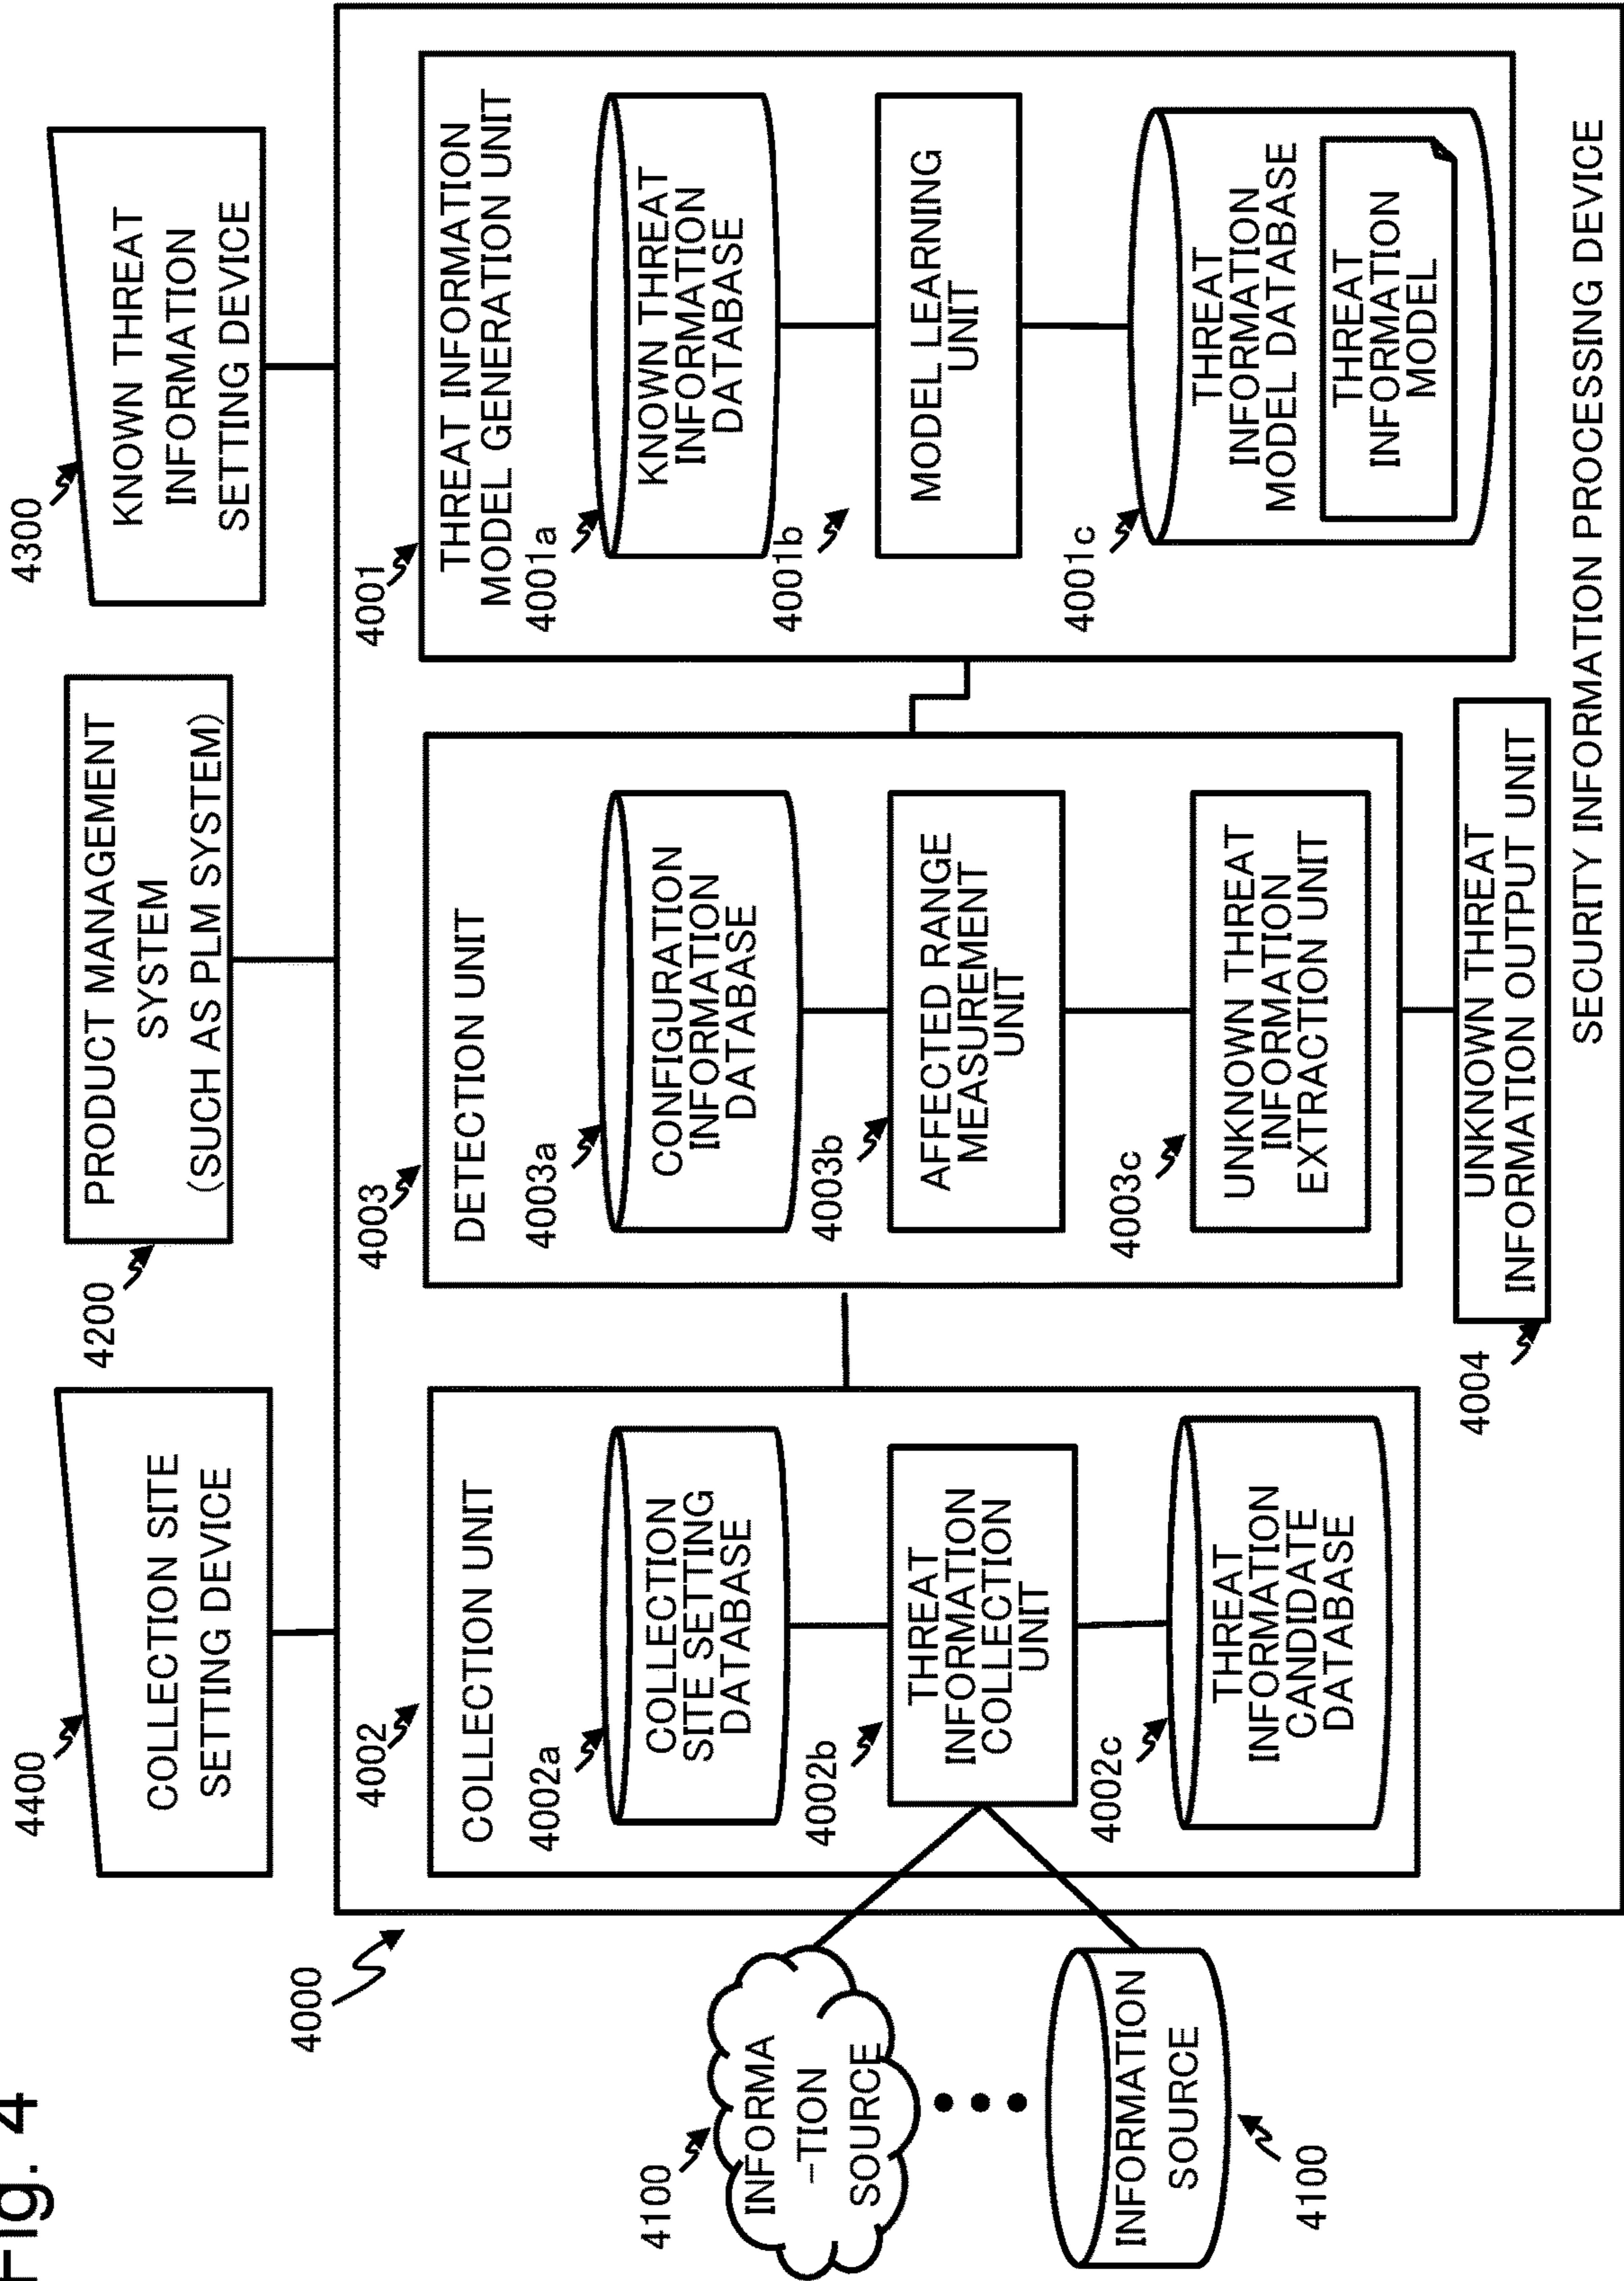 Fig. 4
4400
COLLECTION SITE
SETTING DEVICE
4200
PRODUCT MANAGEMENT
SYSTEM
(SUCH AS PLM SYSTEM)
4300
KNOWN THREAT
INFORMATION
SETTING DEVICE
4000
4100
INFORMA
-TION
SOURCE
INFORMATION
SOURCE
4100
4002
COLLECTION UNIT
4002a
COLLECTION
SITE SETTING
DATABASE
4002b
THREAT
INFORMATION
COLLECTION
UNIT
4002c
THREAT
INFORMATION
CANDIDATE
DATABASE
4003
DETECTION UNIT
4003a
CONFIGURATION
INFORMATION
DATABASE
4003b
AFFECTED RANGE
MEASUREMENT
UNIT
4003c
UNKNOWN THREAT
INFORMATION
EXTRACTION UNIT
4001
THREAT INFORMATION
MODEL GENERATION UNIT
4001a
KNOWN THREAT
INFORMATION
DATABASE
4001b
MODEL LEARNING
UNIT
4001c
THREAT
INFORMATION
MODEL DATABASE
THREAT
INFORMATION
MODEL
4004
UNKNOWN THREAT
INFORMATION OUTPUT UNIT
SECURITY INFORMATION PROCESSING DEVICE